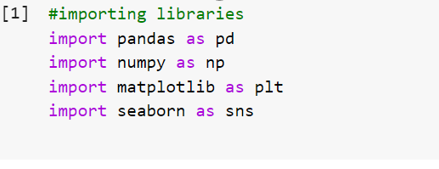 [1] #importing libraries
import pandas as pd
import numpy as np
import matplotlib as plt
import seaborn as sns